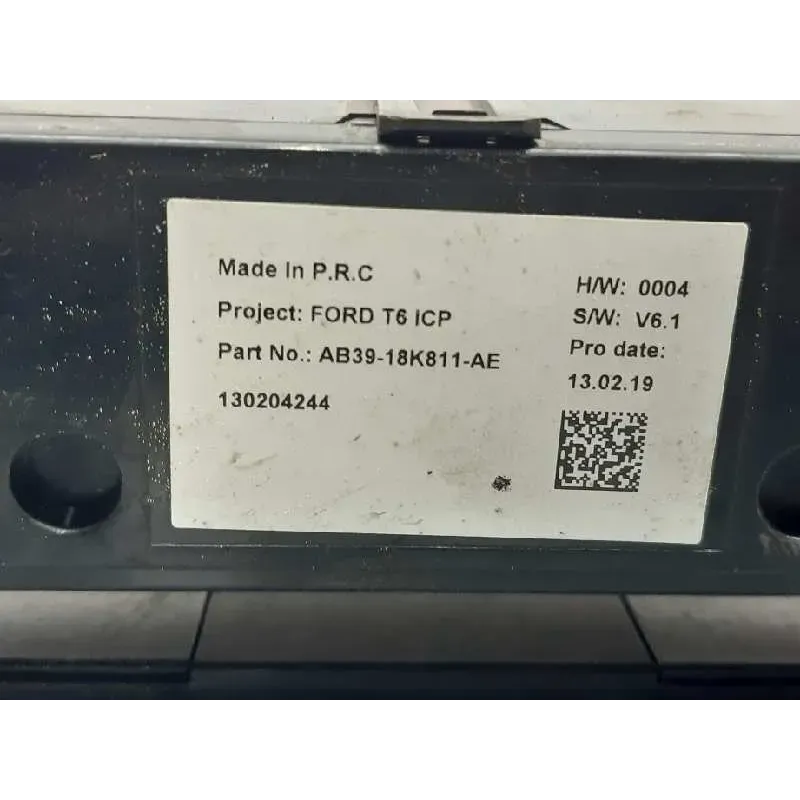 Made In P.R.C
Project: FORD T6 ICP
Part No.: AB39-18K811-AE
130204244
H/W: 0004
S/W: V6.1
Pro date:
13.02.19